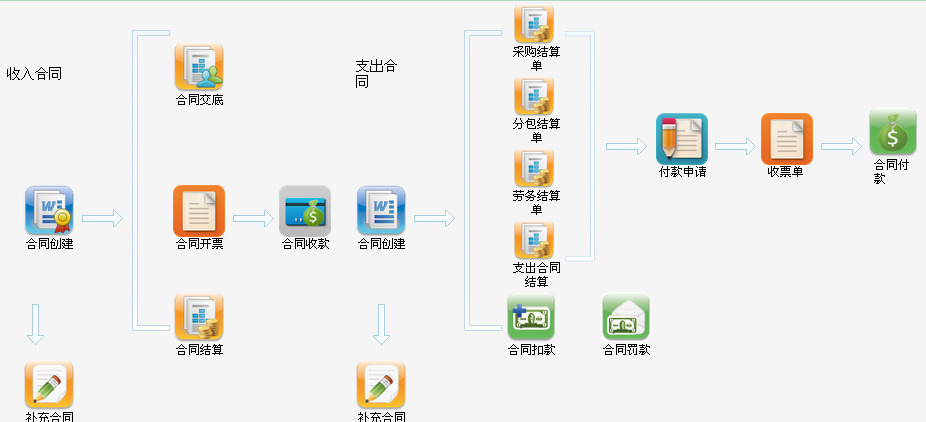 收入合同
合同交底
合同创建
合同开票
合同收款
合同结算
补充合同
支出合
同
合同创建
补充合同
采购结算
单
分包结算
单
劳务结算
单
支出合同
结算
合同扣款
合同罚款
付款申请
收票单
合同付
款